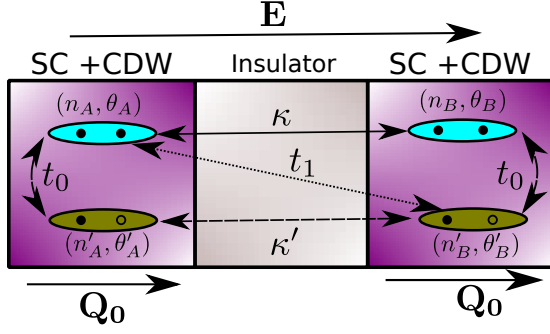 E
SC +CDW Insulator SC +CDW
(n_A, θ_A) κ (n_B, θ_B)
t_0 t_1 t_0
(n'_A, θ'_A) κ' (n'_B, θ'_B)
Q_0 Q_0